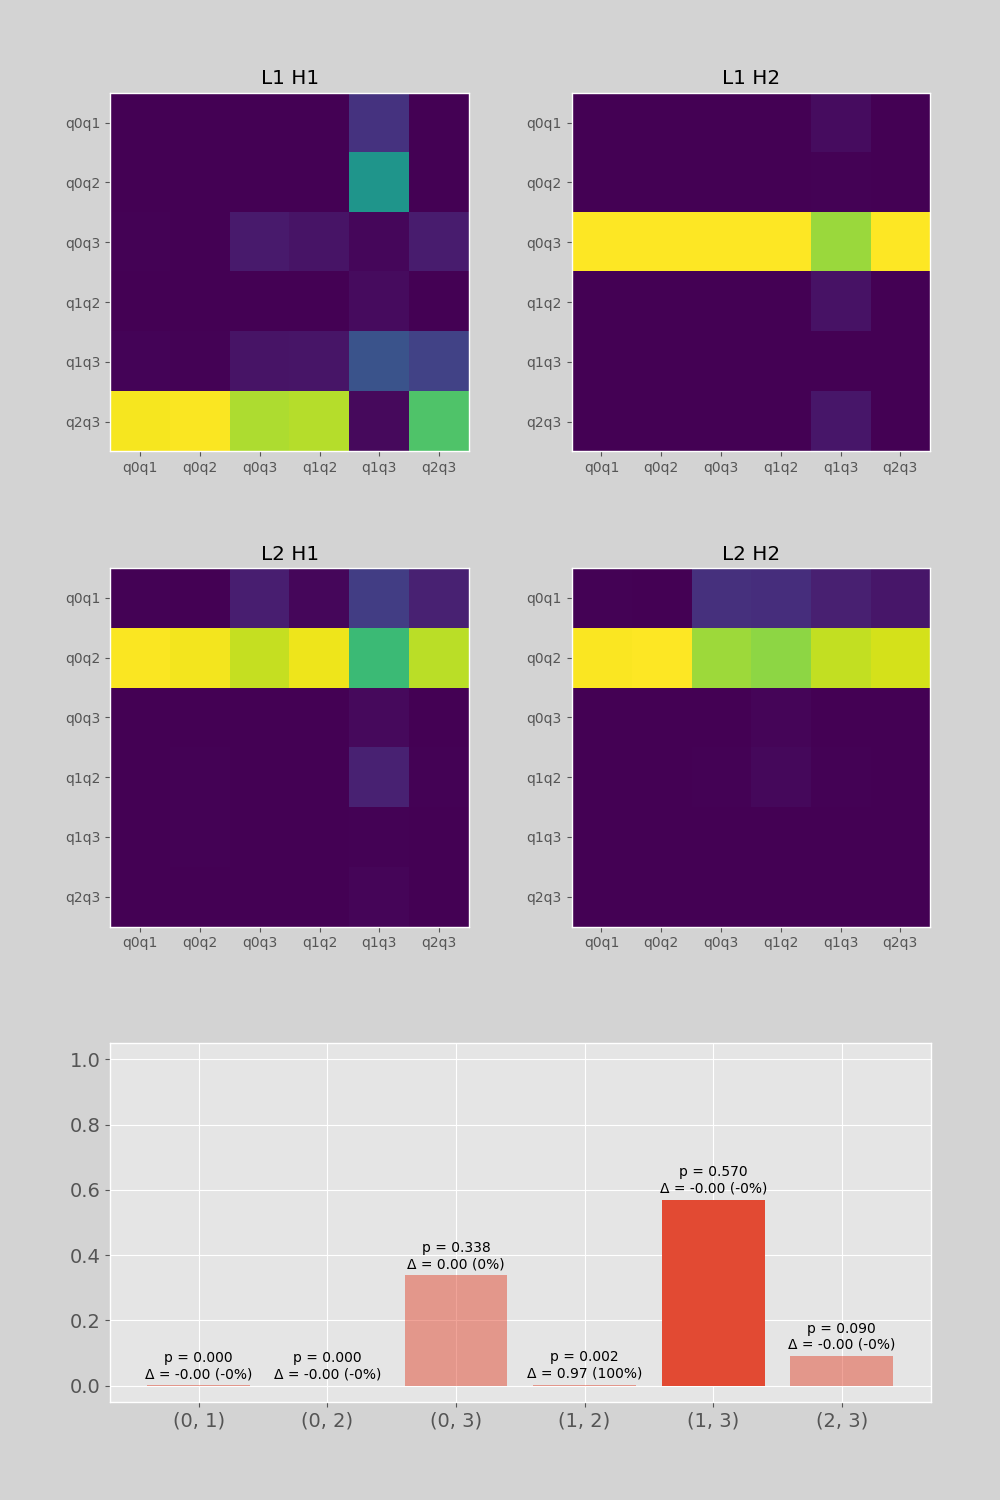 L1 H1
L1 H2
q0q1
q0q2
q0q3
q1q2
q1q3
q2q3
q0q1 q0q2 q0q3 q1q2 q1q3 q2q3
q0q1
q0q2
q0q3
q1q2
q1q3
q2q3
q0q1 q0q2 q0q3 q1q2 q1q3 q2q3
L2 H1
L2 H2
q0q1
q0q2
q0q3
q1q2
q1q3
q2q3
q0q1 q0q2 q0q3 q1q2 q1q3 q2q3
q0q1
q0q2
q0q3
q1q2
q1q3
q2q3
q0q1 q0q2 q0q3 q1q2 q1q3 q2q3
1.0
0.8
0.6
0.4
0.2
0.0
p = 0.000
Δ = -0.00 (-0%)
p = 0.000
Δ = -0.00 (-0%)
p = 0.338
Δ = 0.00 (0%)
p = 0.002
Δ = 0.97 (100%)
p = 0.570
Δ = -0.00 (-0%)
p = 0.090
Δ = -0.00 (-0%)
(0, 1) (0, 2) (0, 3) (1, 2) (1, 3) (2, 3)